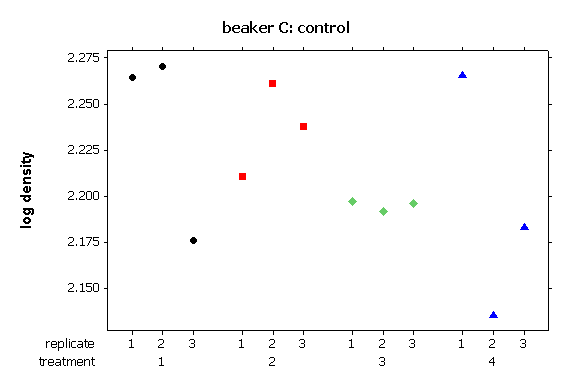 beaker C: control
2.275
2.250
2.225
2.200
2.175
2.150
log density
replicate 1 2 3 1 2 3 1 2 3 1 2 3
treatment 1 2 3 4